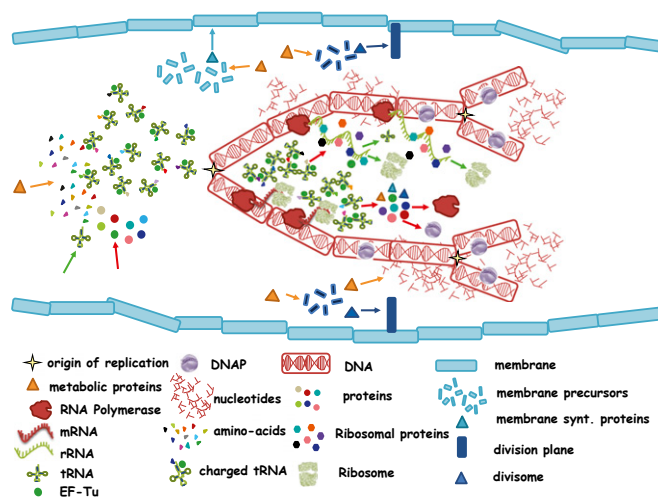 origin of replication
DNAP
DNA
membrane
metabolic proteins
nucleotides
proteins
membrane precursors
RNA Polymerase
membrane synt. proteins
mRNA
amino-acids
Ribosomal proteins
rRNA
division plane
tRNA
charged tRNA
Ribosome
divisome
EF-Tu